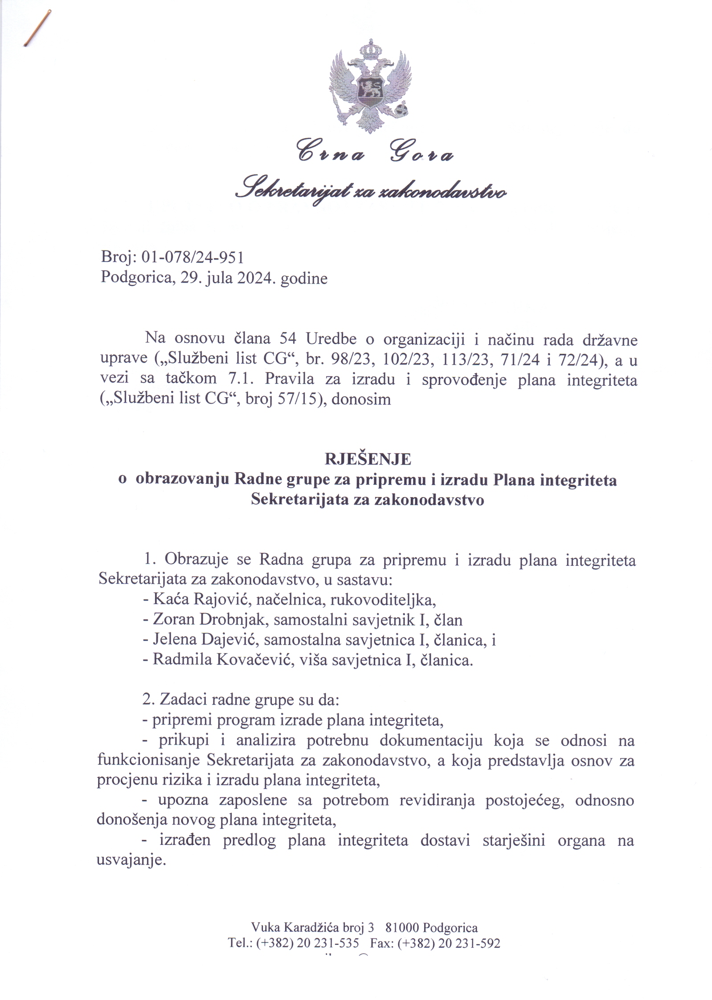 Crna Gora
Sekretarijat za zakonodavstvo
Broj: 01-078/24-951
Podgorica, 29. jula 2024. godine
Na osnovu člana 54 Uredbe o organizaciji i načinu rada državne
uprave („Službeni list CG“, br. 98/23, 102/23, 113/23, 71/24 i 72/24), a u
vezi sa tačkom 7.1. Pravila za izradu i sprovođenje plana integriteta
(„Službeni list CG“, broj 57/15), donosim
RJEŠENJE
o obrazovanju Radne grupe za pripremu i izradu Plana integriteta
Sekretarijata za zakonodavstvo
1. Obrazuje se Radna grupa za pripremu i izradu plana integriteta
Sekretarijata za zakonodavstvo, u sastavu:
- Kaća Rajović, načelnica, rukovoditeljka,
- Zoran Drobnjak, samostalni savjetnik I, član
- Jelena Dajević, samostalna savjetnica I, članica, i
- Radmila Kovačević, viša savjetnica I, članica.
2. Zadaci radne grupe su da:
- pripremi program izrade plana integriteta,
- prikupi i analizira potrebnu dokumentaciju koja se odnosi na
funkcionisanje Sekretarijata za zakonodavstvo, a koja predstavlja osnov za
procjenu rizika i izradu plana integriteta,
- upozna zaposlene sa potrebom revidiranja postojećeg, odnosno
donošenja novog plana integriteta,
- izrađen predlog plana integriteta dostavi starješini organa na
usvajanje.
Vuka Karadžića broj 3 81000 Podgorica
Tel.: (+382) 20 231-535 Fax: (+382) 20 231-592